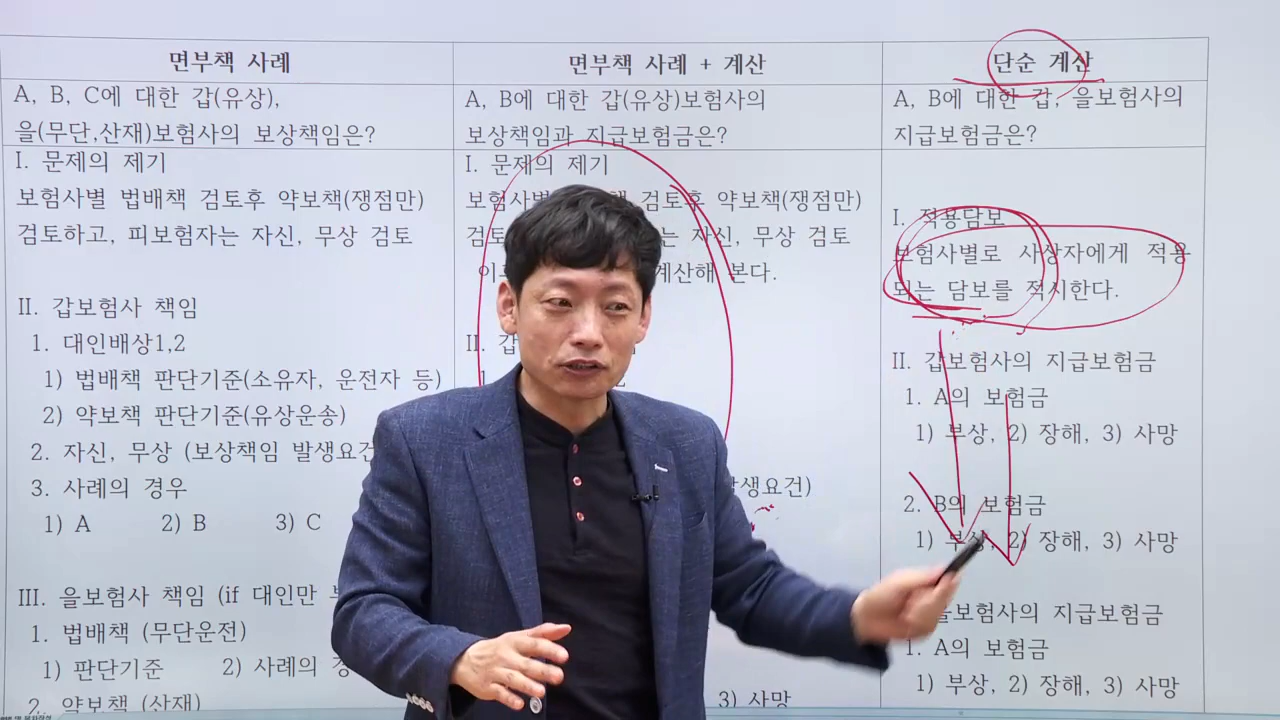 면부책 사례
A, B, C에 대한 갑(유상),
을(무단,산재)보험사의 보상책임은?
I. 문제의 제기
보험사별 법배책 검토후 약보책(쟁점만)
검토하고, 피보험자는 자신, 무상 검토
II. 갑보험사 책임
1. 대인배상1,2
1) 법배책 판단기준(소유자, 운전자 등)
2) 약보책 판단기준(유상운송)
2. 자신, 무상 (보상책임 발생요건
3. 사례의 경우
1) A 2) B 3) C
III. 을보험사 책임 (if 대인만
1. 법배책 (무단운전)
1) 판단기준 2) 사례의
2. 약보책 (산재)
면부책 사례 + 계산
A, B에 대한 갑(유상)보험사의
보상책임과 지급보험금은?
I. 문제의 제기
보험사별 검토후 약보책(쟁점만)
자신, 무상 검토
계산해 본다.
II. 갑
발생요건)
3) 사망
단순 계산
A, B에 대한 갑, 을보험사의
지급보험금은?
I. 적용담보
보험사별로 사상자에게 적용
되는 담보를 적시한다.
II. 갑보험사의 지급보험금
1. A의 보험금
1) 부상, 2) 장해, 3) 사망
2. B의 보험금
1) 부상, 2) 장해, 3) 사망
을보험사의 지급보험금
1. A의 보험금
1) 부상, 2) 장해, 3) 사망